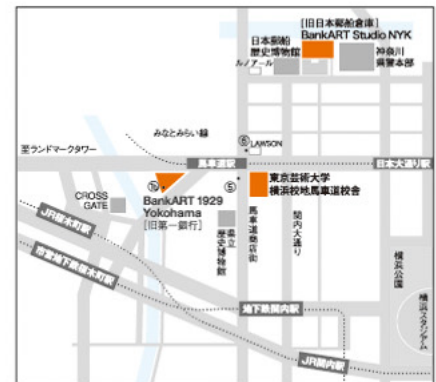 [旧日本郵船倉庫]
BankART Studio NYK
日本郵船
歴史博物館
ルノアール
神奈川
県警本部
みなとみらい線
⑥
LAWSON
至ランドマークタワー
馬車道駅
日本大通り駅
東京芸術大学
横浜校地馬車道校舎
⑤
CROSS
GATE
BankART 1929
Yokohama
[旧第一銀行]
県立
歴史博物館
馬車道商店街
関内大通り
JR桜木町駅
市営地下鉄桜木町駅
横浜公園
横浜スタジアム
地下鉄関内駅
JR関内駅